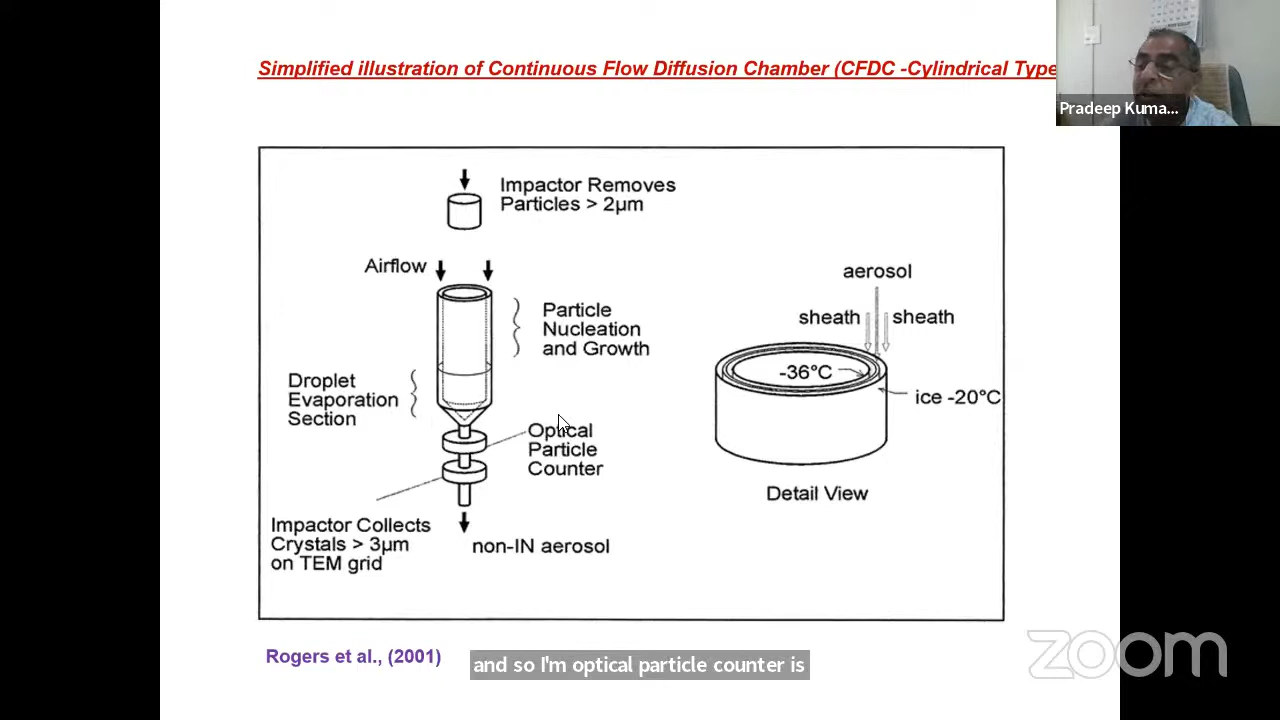 Simplified illustration of Continuous Flow Diffusion Chamber (CFDC -Cylindrical Type
Pradeep Kuma...
Impactor Removes
Particles > 2µm
Airflow
Particle
Nucleation
and Growth
Droplet
Evaporation
Section
Optical
Particle
Counter
Impactor Collects
Crystals > 3µm
on TEM grid
non-IN aerosol
aerosol
sheath
sheath
-36°C
ice -20°C
Detail View
Rogers et al., (2001)
and so I'm optical particle counter is
zoom